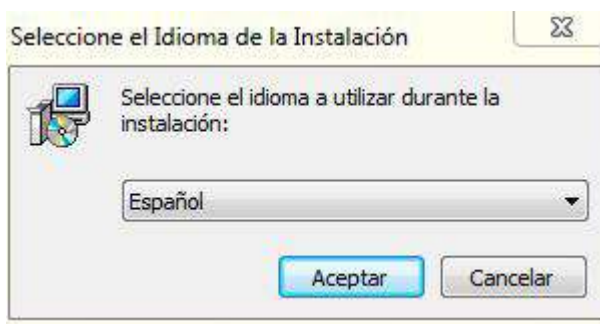 Seleccione el Idioma de la Instalación
Seleccione el idioma a utilizar durante la
instalación:
Español
Aceptar Cancelar